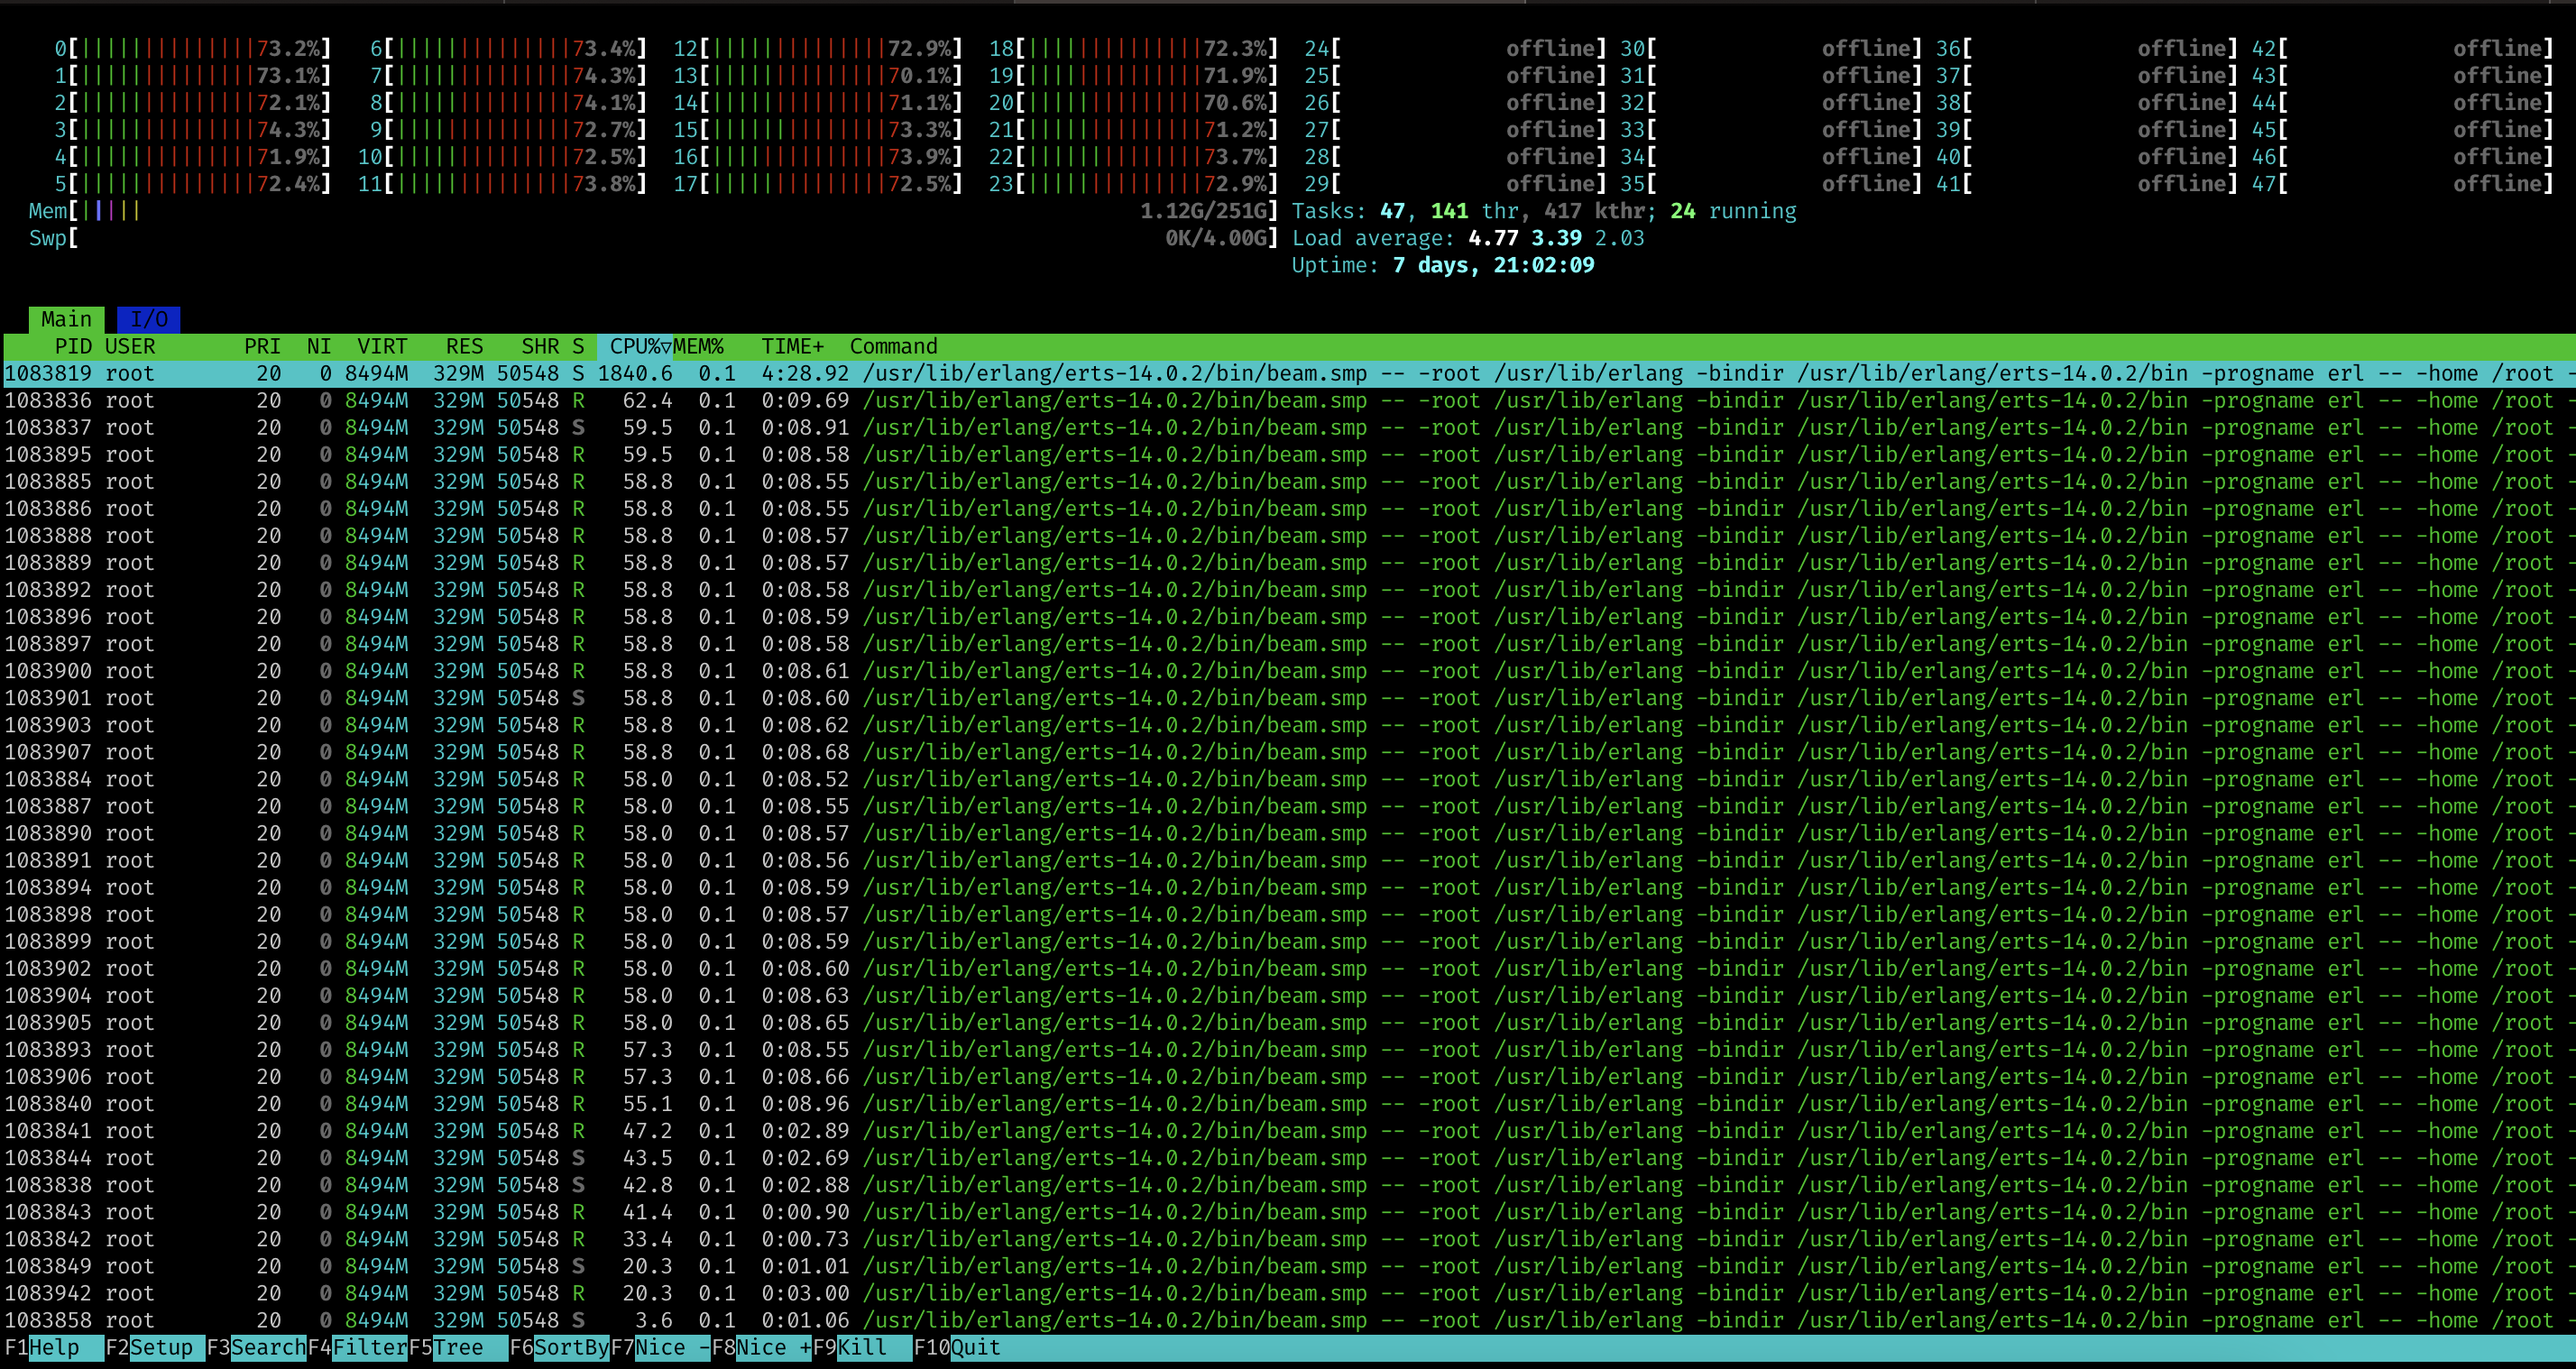 0[||||||||||||||73.2%] 6[||||||||||||||73.4%] 12[||||||||||||||72.9%] 18[||||||||||||||72.3%] 24[ offline] 30[ offline] 36[ offline] 42[ offline]
1[||||||||||||||73.1%] 7[||||||||||||||74.3%] 13[||||||||||||||70.1%] 19[||||||||||||||71.9%] 25[ offline] 31[ offline] 37[ offline] 43[ offline]
2[||||||||||||||72.1%] 8[||||||||||||||74.1%] 14[||||||||||||||71.1%] 20[||||||||||||||70.6%] 26[ offline] 32[ offline] 38[ offline] 44[ offline]
3[||||||||||||||74.3%] 9[||||||||||||||72.7%] 15[||||||||||||||73.3%] 21[||||||||||||||71.2%] 27[ offline] 33[ offline] 39[ offline] 45[ offline]
4[||||||||||||||71.9%] 10[||||||||||||||72.5%] 16[||||||||||||||73.9%] 22[||||||||||||||73.7%] 28[ offline] 34[ offline] 40[ offline] 46[ offline]
5[||||||||||||||72.4%] 11[||||||||||||||73.8%] 17[||||||||||||||72.5%] 23[||||||||||||||72.9%] 29[ offline] 35[ offline] 41[ offline] 47[ offline]
Mem[||||| 1.12G/251G] Tasks: 47, 141 thr, 417 kthr; 24 running
Swp[ 0K/4.00G] Load average: 4.77 3.39 2.03
Uptime: 7 days, 21:02:09
Main I/O
PID USER PRI NI VIRT RES SHR S CPU%▽MEM% TIME+ Command
1083819 root 20 0 8494M 329M 50548 S 1840.6 0.1 4:28.92 /usr/lib/erlang/erts-14.0.2/bin/beam.smp -- -root /usr/lib/erlang -bindir /usr/lib/erlang/erts-14.0.2/bin -progname erl -- -home /root -
1083836 root 20 0 8494M 329M 50548 R 62.4 0.1 0:09.69 /usr/lib/erlang/erts-14.0.2/bin/beam.smp -- -root /usr/lib/erlang -bindir /usr/lib/erlang/erts-14.0.2/bin -progname erl -- -home /root -
1083837 root 20 0 8494M 329M 50548 S 59.5 0.1 0:08.91 /usr/lib/erlang/erts-14.0.2/bin/beam.smp -- -root /usr/lib/erlang -bindir /usr/lib/erlang/erts-14.0.2/bin -progname erl -- -home /root -
1083895 root 20 0 8494M 329M 50548 R 59.5 0.1 0:08.58 /usr/lib/erlang/erts-14.0.2/bin/beam.smp -- -root /usr/lib/erlang -bindir /usr/lib/erlang/erts-14.0.2/bin -progname erl -- -home /root -
1083885 root 20 0 8494M 329M 50548 R 58.8 0.1 0:08.55 /usr/lib/erlang/erts-14.0.2/bin/beam.smp -- -root /usr/lib/erlang -bindir /usr/lib/erlang/erts-14.0.2/bin -progname erl -- -home /root -
1083886 root 20 0 8494M 329M 50548 R 58.8 0.1 0:08.55 /usr/lib/erlang/erts-14.0.2/bin/beam.smp -- -root /usr/lib/erlang -bindir /usr/lib/erlang/erts-14.0.2/bin -progname erl -- -home /root -
1083888 root 20 0 8494M 329M 50548 R 58.8 0.1 0:08.57 /usr/lib/erlang/erts-14.0.2/bin/beam.smp -- -root /usr/lib/erlang -bindir /usr/lib/erlang/erts-14.0.2/bin -progname erl -- -home /root -
1083889 root 20 0 8494M 329M 50548 R 58.8 0.1 0:08.57 /usr/lib/erlang/erts-14.0.2/bin/beam.smp -- -root /usr/lib/erlang -bindir /usr/lib/erlang/erts-14.0.2/bin -progname erl -- -home /root -
1083892 root 20 0 8494M 329M 50548 R 58.8 0.1 0:08.58 /usr/lib/erlang/erts-14.0.2/bin/beam.smp -- -root /usr/lib/erlang -bindir /usr/lib/erlang/erts-14.0.2/bin -progname erl -- -home /root -
1083896 root 20 0 8494M 329M 50548 R 58.8 0.1 0:08.59 /usr/lib/erlang/erts-14.0.2/bin/beam.smp -- -root /usr/lib/erlang -bindir /usr/lib/erlang/erts-14.0.2/bin -progname erl -- -home /root -
1083897 root 20 0 8494M 329M 50548 R 58.8 0.1 0:08.58 /usr/lib/erlang/erts-14.0.2/bin/beam.smp -- -root /usr/lib/erlang -bindir /usr/lib/erlang/erts-14.0.2/bin -progname erl -- -home /root -
1083900 root 20 0 8494M 329M 50548 R 58.8 0.1 0:08.61 /usr/lib/erlang/erts-14.0.2/bin/beam.smp -- -root /usr/lib/erlang -bindir /usr/lib/erlang/erts-14.0.2/bin -progname erl -- -home /root -
1083901 root 20 0 8494M 329M 50548 S 58.8 0.1 0:08.60 /usr/lib/erlang/erts-14.0.2/bin/beam.smp -- -root /usr/lib/erlang -bindir /usr/lib/erlang/erts-14.0.2/bin -progname erl -- -home /root -
1083903 root 20 0 8494M 329M 50548 R 58.8 0.1 0:08.62 /usr/lib/erlang/erts-14.0.2/bin/beam.smp -- -root /usr/lib/erlang -bindir /usr/lib/erlang/erts-14.0.2/bin -progname erl -- -home /root -
1083907 root 20 0 8494M 329M 50548 R 58.8 0.1 0:08.68 /usr/lib/erlang/erts-14.0.2/bin/beam.smp -- -root /usr/lib/erlang -bindir /usr/lib/erlang/erts-14.0.2/bin -progname erl -- -home /root -
1083884 root 20 0 8494M 329M 50548 R 58.0 0.1 0:08.52 /usr/lib/erlang/erts-14.0.2/bin/beam.smp -- -root /usr/lib/erlang -bindir /usr/lib/erlang/erts-14.0.2/bin -progname erl -- -home /root -
1083887 root 20 0 8494M 329M 50548 R 58.0 0.1 0:08.55 /usr/lib/erlang/erts-14.0.2/bin/beam.smp -- -root /usr/lib/erlang -bindir /usr/lib/erlang/erts-14.0.2/bin -progname erl -- -home /root -
1083890 root 20 0 8494M 329M 50548 R 58.0 0.1 0:08.57 /usr/lib/erlang/erts-14.0.2/bin/beam.smp -- -root /usr/lib/erlang -bindir /usr/lib/erlang/erts-14.0.2/bin -progname erl -- -home /root -
1083891 root 20 0 8494M 329M 50548 R 58.0 0.1 0:08.56 /usr/lib/erlang/erts-14.0.2/bin/beam.smp -- -root /usr/lib/erlang -bindir /usr/lib/erlang/erts-14.0.2/bin -progname erl -- -home /root -
1083894 root 20 0 8494M 329M 50548 R 58.0 0.1 0:08.59 /usr/lib/erlang/erts-14.0.2/bin/beam.smp -- -root /usr/lib/erlang -bindir /usr/lib/erlang/erts-14.0.2/bin -progname erl -- -home /root -
1083898 root 20 0 8494M 329M 50548 R 58.0 0.1 0:08.57 /usr/lib/erlang/erts-14.0.2/bin/beam.smp -- -root /usr/lib/erlang -bindir /usr/lib/erlang/erts-14.0.2/bin -progname erl -- -home /root -
1083899 root 20 0 8494M 329M 50548 R 58.0 0.1 0:08.59 /usr/lib/erlang/erts-14.0.2/bin/beam.smp -- -root /usr/lib/erlang -bindir /usr/lib/erlang/erts-14.0.2/bin -progname erl -- -home /root -
1083902 root 20 0 8494M 329M 50548 R 58.0 0.1 0:08.60 /usr/lib/erlang/erts-14.0.2/bin/beam.smp -- -root /usr/lib/erlang -bindir /usr/lib/erlang/erts-14.0.2/bin -progname erl -- -home /root -
1083904 root 20 0 8494M 329M 50548 R 58.0 0.1 0:08.63 /usr/lib/erlang/erts-14.0.2/bin/beam.smp -- -root /usr/lib/erlang -bindir /usr/lib/erlang/erts-14.0.2/bin -progname erl -- -home /root -
1083905 root 20 0 8494M 329M 50548 R 58.0 0.1 0:08.65 /usr/lib/erlang/erts-14.0.2/bin/beam.smp -- -root /usr/lib/erlang -bindir /usr/lib/erlang/erts-14.0.2/bin -progname erl -- -home /root -
1083893 root 20 0 8494M 329M 50548 R 57.3 0.1 0:08.55 /usr/lib/erlang/erts-14.0.2/bin/beam.smp -- -root /usr/lib/erlang -bindir /usr/lib/erlang/erts-14.0.2/bin -progname erl -- -home /root -
1083906 root 20 0 8494M 329M 50548 R 57.3 0.1 0:08.66 /usr/lib/erlang/erts-14.0.2/bin/beam.smp -- -root /usr/lib/erlang -bindir /usr/lib/erlang/erts-14.0.2/bin -progname erl -- -home /root -
1083840 root 20 0 8494M 329M 50548 R 55.1 0.1 0:08.96 /usr/lib/erlang/erts-14.0.2/bin/beam.smp -- -root /usr/lib/erlang -bindir /usr/lib/erlang/erts-14.0.2/bin -progname erl -- -home /root -
1083841 root 20 0 8494M 329M 50548 R 47.2 0.1 0:02.89 /usr/lib/erlang/erts-14.0.2/bin/beam.smp -- -root /usr/lib/erlang -bindir /usr/lib/erlang/erts-14.0.2/bin -progname erl -- -home /root -
1083844 root 20 0 8494M 329M 50548 S 43.5 0.1 0:02.69 /usr/lib/erlang/erts-14.0.2/bin/beam.smp -- -root /usr/lib/erlang -bindir /usr/lib/erlang/erts-14.0.2/bin -progname erl -- -home /root -
1083838 root 20 0 8494M 329M 50548 S 42.8 0.1 0:02.88 /usr/lib/erlang/erts-14.0.2/bin/beam.smp -- -root /usr/lib/erlang -bindir /usr/lib/erlang/erts-14.0.2/bin -progname erl -- -home /root -
1083843 root 20 0 8494M 329M 50548 R 41.4 0.1 0:00.90 /usr/lib/erlang/erts-14.0.2/bin/beam.smp -- -root /usr/lib/erlang -bindir /usr/lib/erlang/erts-14.0.2/bin -progname erl -- -home /root -
1083842 root 20 0 8494M 329M 50548 R 33.4 0.1 0:00.73 /usr/lib/erlang/erts-14.0.2/bin/beam.smp -- -root /usr/lib/erlang -bindir /usr/lib/erlang/erts-14.0.2/bin -progname erl -- -home /root -
1083849 root 20 0 8494M 329M 50548 S 20.3 0.1 0:01.01 /usr/lib/erlang/erts-14.0.2/bin/beam.smp -- -root /usr/lib/erlang -bindir /usr/lib/erlang/erts-14.0.2/bin -progname erl -- -home /root -
1083942 root 20 0 8494M 329M 50548 R 20.3 0.1 0:03.00 /usr/lib/erlang/erts-14.0.2/bin/beam.smp -- -root /usr/lib/erlang -bindir /usr/lib/erlang/erts-14.0.2/bin -progname erl -- -home /root -
1083858 root 20 0 8494M 329M 50548 S 3.6 0.1 0:01.06 /usr/lib/erlang/erts-14.0.2/bin/beam.smp -- -root /usr/lib/erlang -bindir /usr/lib/erlang/erts-14.0.2/bin -progname erl -- -home /root -
F1Help F2Setup F3SearchF4FilterF5Tree F6SortByF7Nice -F8Nice +F9Kill F10Quit